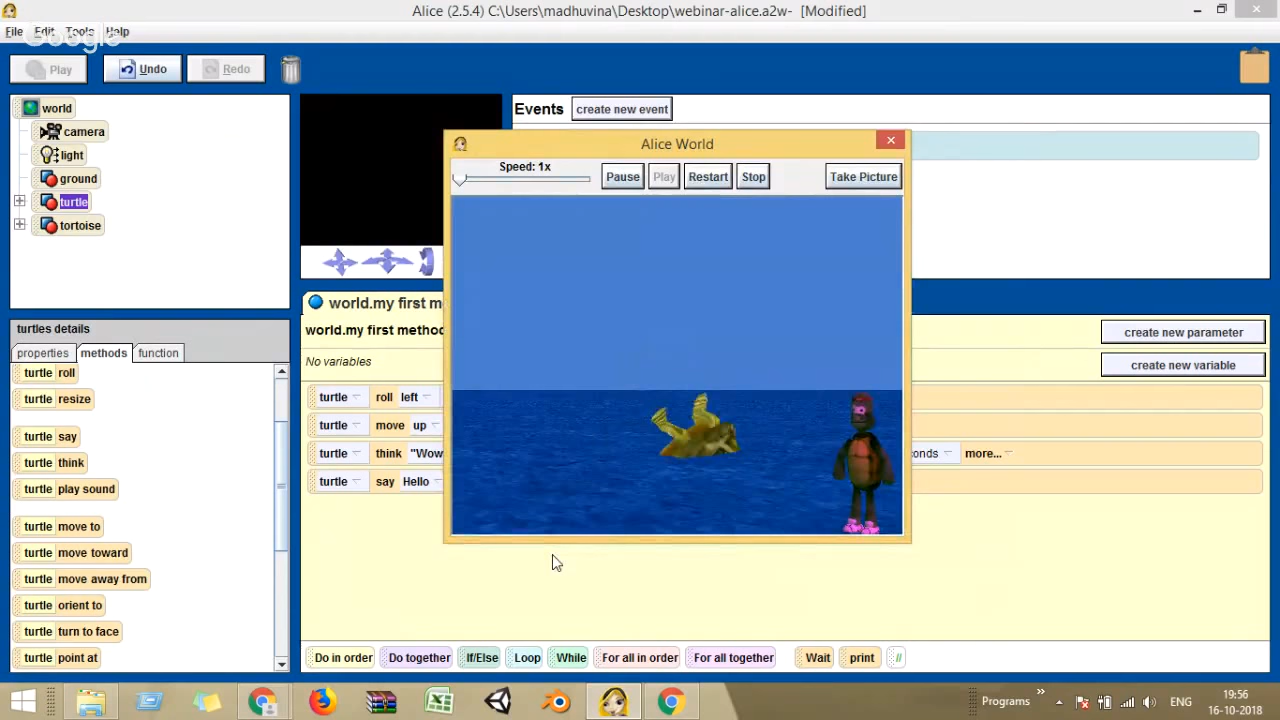 Alice (2.5.4) C:\Users\madhuvina\Desktop\webinar-alice.a2w- [Modified]
File Edit Tools Help
Google
Play Undo Redo
world
camera
light
ground
turtle
tortoise
Events create new event
Alice World
Speed: 1x Pause Play Restart Stop Take Picture
turtles details
properties methods function
turtle roll
turtle resize
turtle say
turtle think
turtle play sound
turtle move to
turtle move toward
turtle move away from
turtle orient to
turtle turn to face
turtle point at
world.my first m
world.my first method create new parameter
No variables create new variable
turtle roll left
turtle move up
turtle think "Wow onds more...
turtle say Hello
Do in order Do together If/Else Loop While For all in order For all together Wait print //
Programs » ENG 19:56
16-10-2018